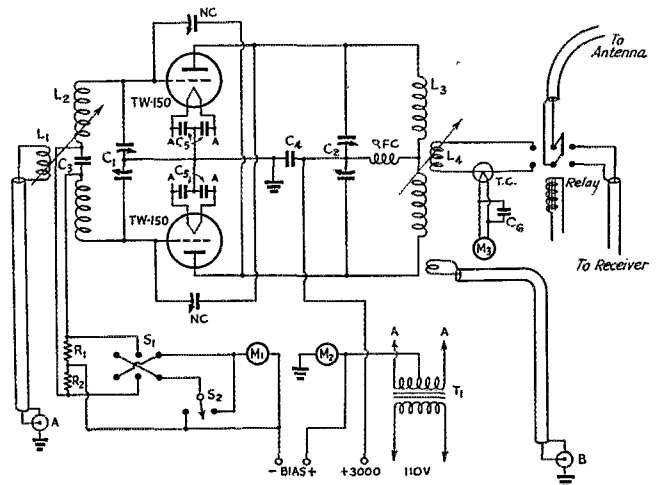 NC
To
Antenna
TW-150
L2
L3
A C5 A
L1
C3
C1
C4
C2
RFC
L4
T.C.
Relay
A C5 A
C6
TW-150
M3
To Receiver
NC
S1
R1
M1
M2
A
A
R2
S2
T1
A
- BIAS +
+3000
110V
B